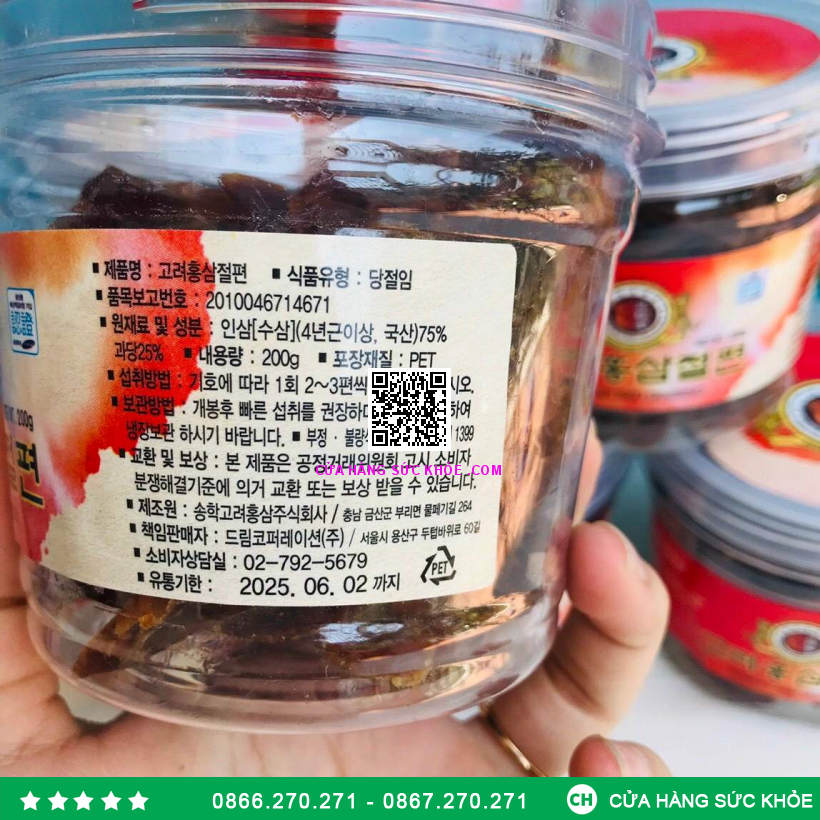 ■ 제품명 : 고려홍삼절편 ■ 식품유형 : 당절임
■ 품목보고번호 : 2010046714671
■ 원재료 및 성분 : 인삼[수삼](4년근이상, 국산)75%
과당25% ■ 내용량 : 200g ■ 포장재질 : PET
■ 섭취방법 : 기호에 따라 1회 2~3편씩 시오.
■ 보관방법 : 개봉후 빠른 섭취를 권장하며 하여
냉장보관 하시기 바랍니다. ■ 부정 · 불량 1399
■ 교환 및 보상 : 본 제품은 공정거래위원회 고시 소비자
분쟁해결기준에 의거 교환 또는 보상 받을 수 있습니다.
■ 제조원 : 송학고려홍삼주식회사 / 충남 금산군 부리면 물페기길 264
■ 책임판매자 : 드림코퍼레이션(주) / 서울시 용산구 두텁바위로 60길
■ 소비자상담실 : 02-792-5679
■ 유통기한 : 2025. 06. 02 까지
PET
認證
200g
편
CUA HANG SUC KHOE .COM
홍삼절편
홍삼
0866.270.271 - 0867.270.271
CH CỬA HÀNG SỨC KHỎE